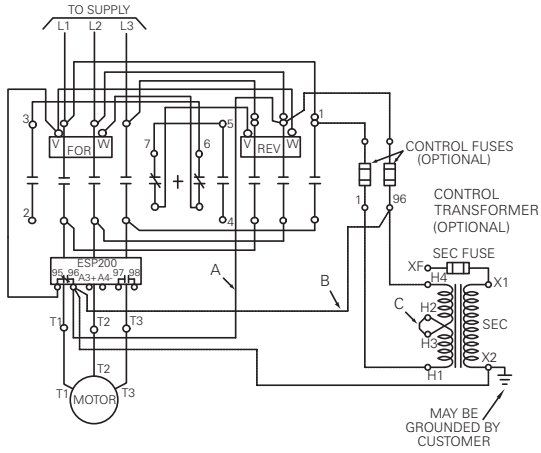 TO SUPPLY
L1 L2 L3
3
V FOR W
7 6 5
V REV W
1
CONTROL FUSES
(OPTIONAL)
2
4
1 96
CONTROL
TRANSFORMER
(OPTIONAL)
ESP200
95 96 A3+ A4- 97 98
A
B
C
SEC FUSE
XF
H4
X1
H2
H3
SEC
H1
X2
T1 T2 T3
T1 T2 T3
MOTOR
MAY BE
GROUNDED BY
CUSTOMER